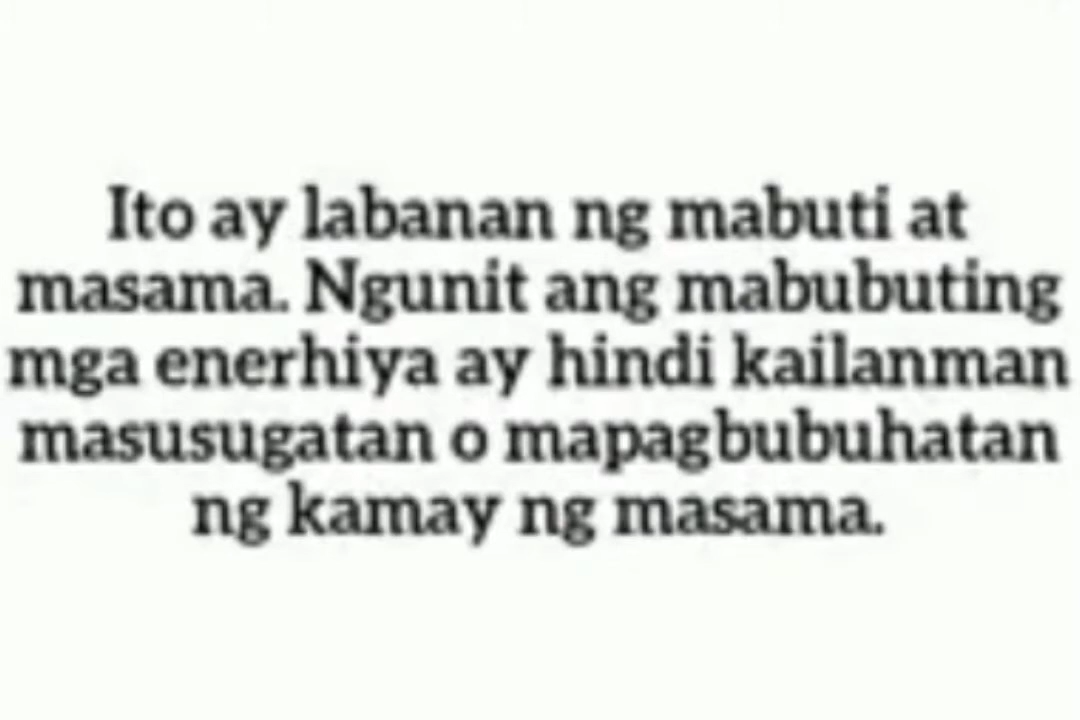 Ito ay labanan ng mabuti at
masama. Ngunit ang mabubuting
mga enerhiya ay hindi kailanman
masusugatan o mapagbubuhatan
ng kamay ng masama.